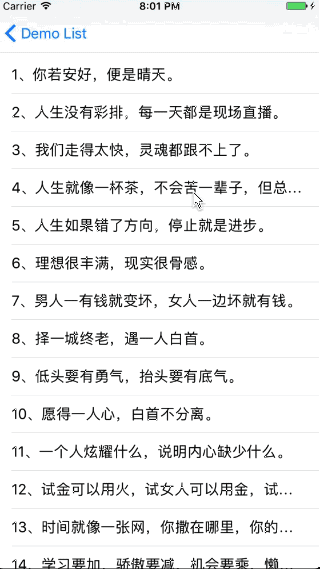 Carrier 8:01 PM
Demo List
1、你若安好，便是晴天。
2、人生没有彩排，每一天都是现场直播。
3、我们走得太快，灵魂都跟不上了。
4、人生就像一杯茶，不会苦一辈子，但总...
5、人生如果错了方向，停止就是进步。
6、理想很丰满，现实很骨感。
7、男人一有钱就变坏，女人一边坏就有钱。
8、择一城终老，遇一人白首。
9、低头要有勇气，抬头要有底气。
10、愿得一人心，白首不分离。
11、一个人炫耀什么，说明内心缺少什么。
12、试金可以用火，试女人可以用金，试...
13、时间就像一张网，你撒在哪里，你的...
14、学习要加，骄傲要减，机会要乘，懒...